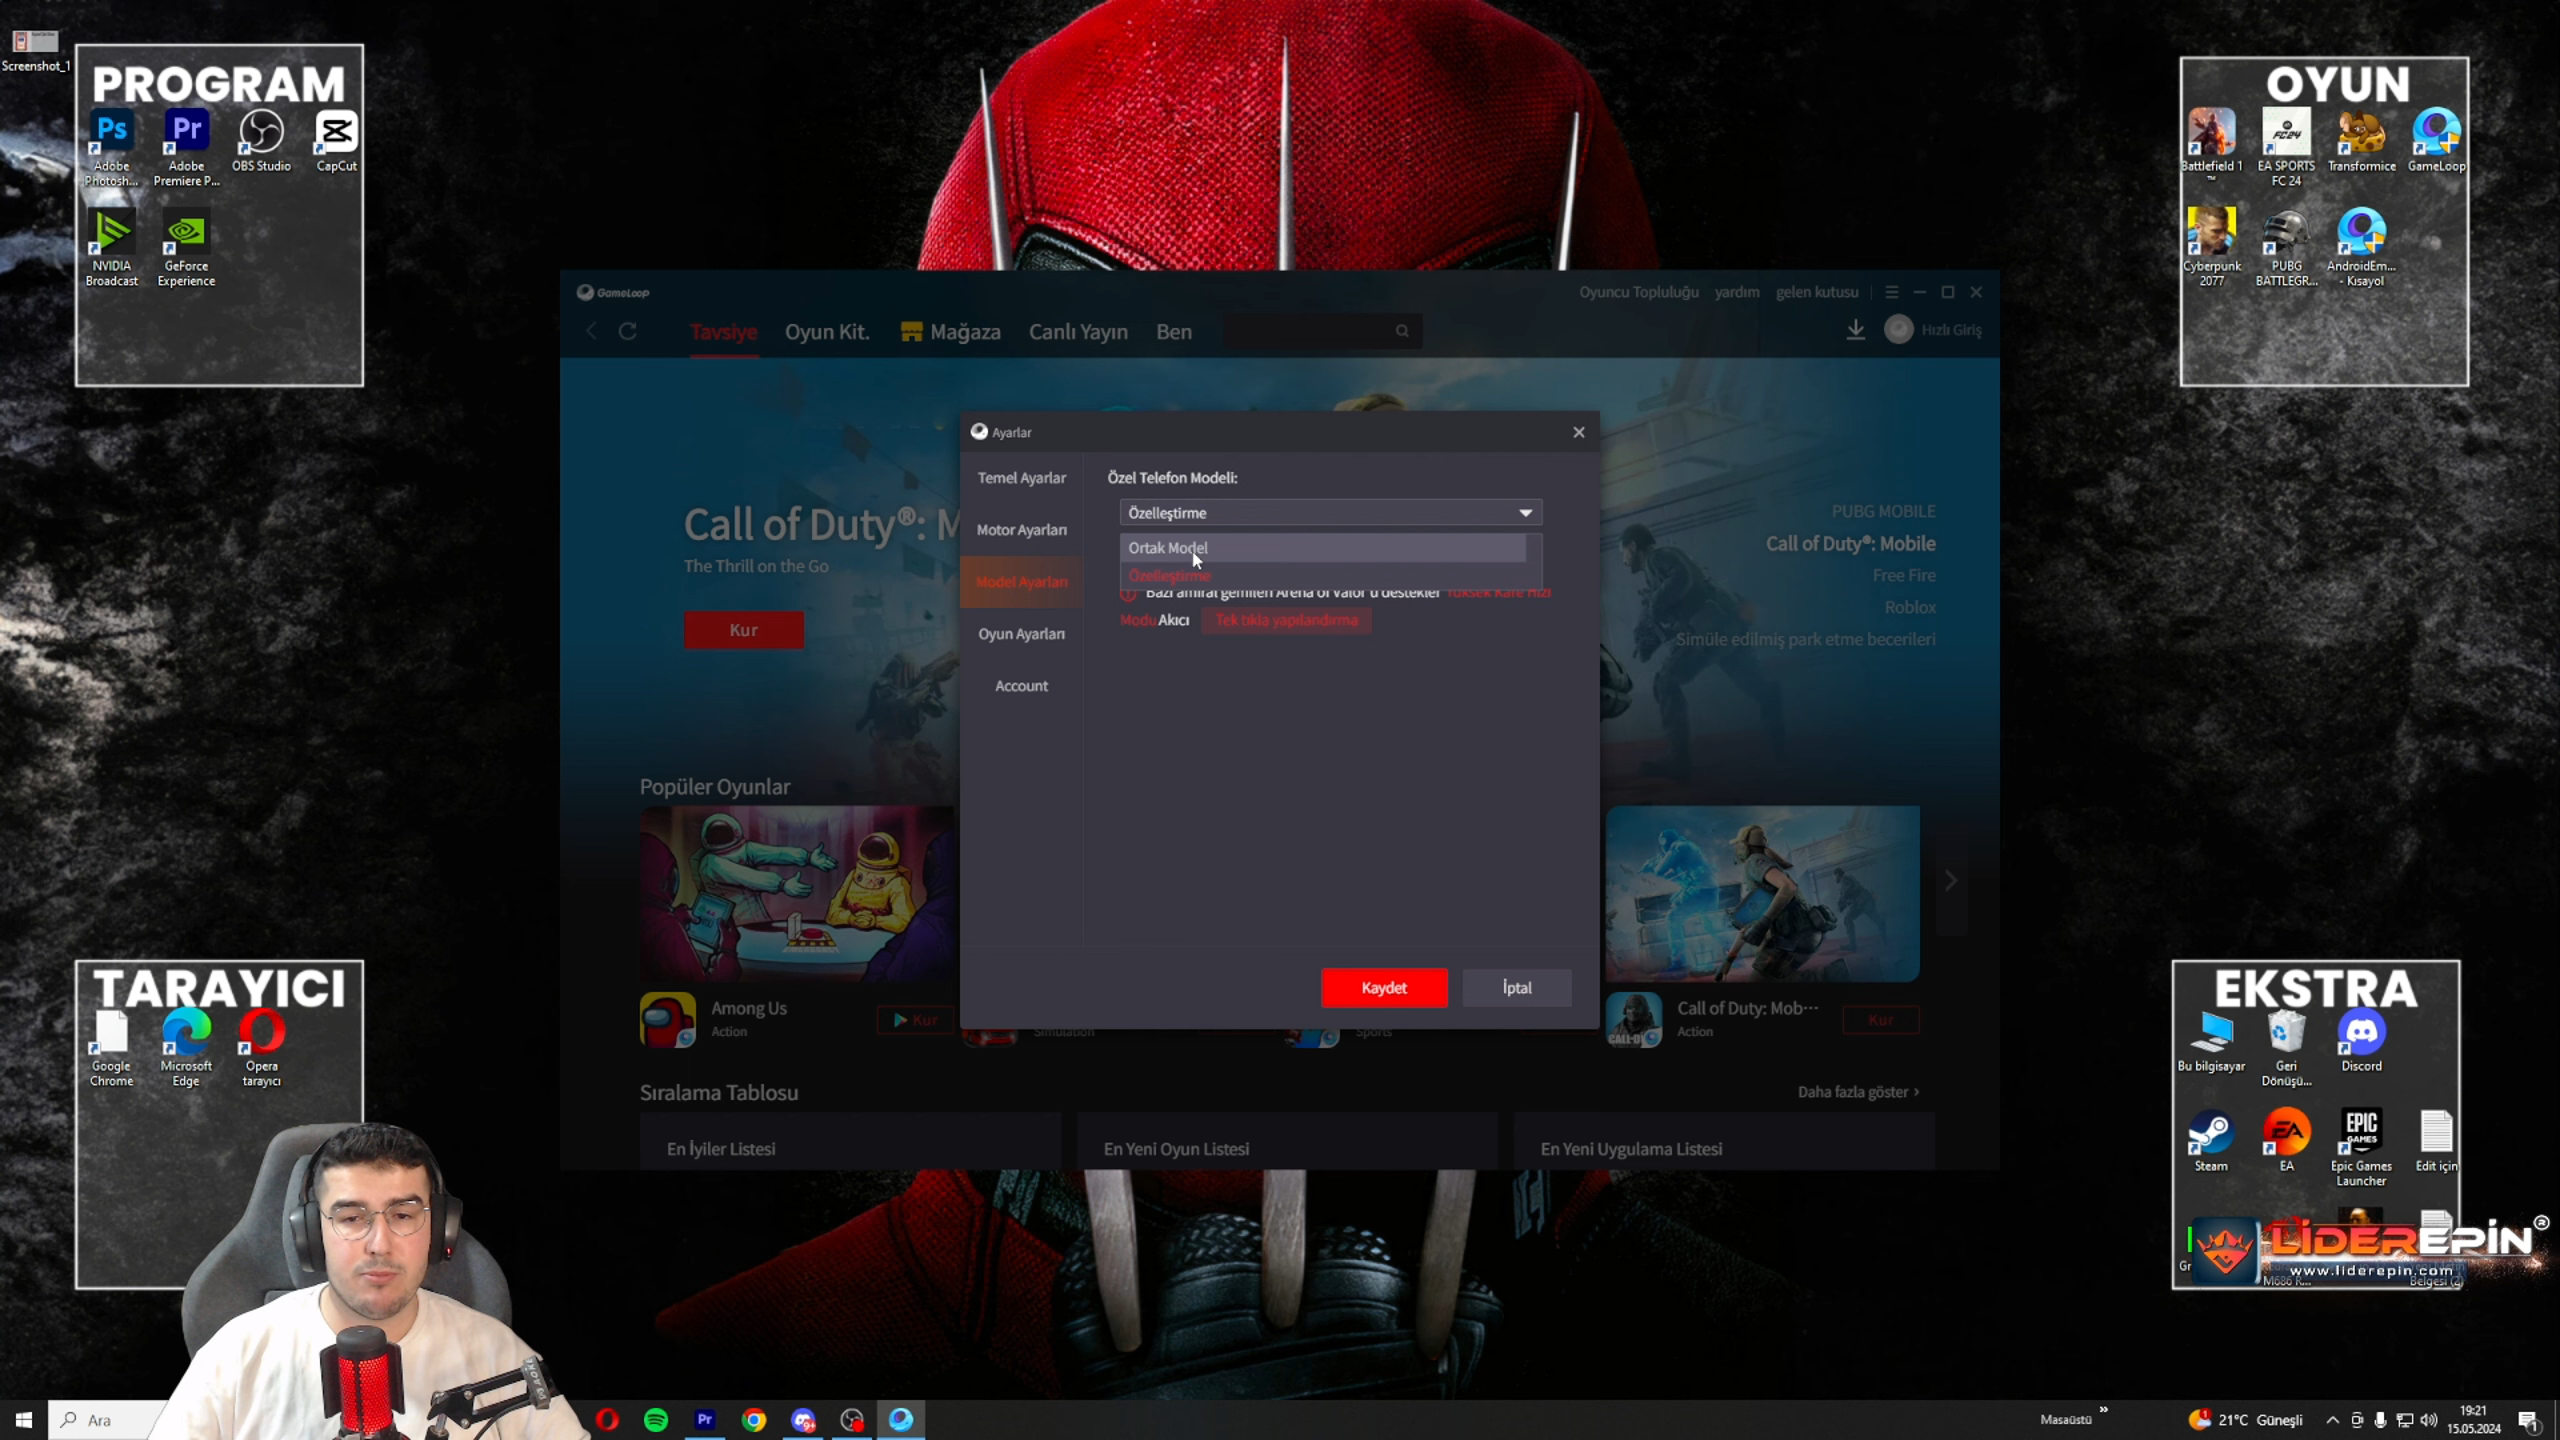 Screenshot_1
PROGRAM
Adobe Photosh...
Adobe Premiere P...
OBS Studio
CapCut
NVIDIA Broadcast
GeForce Experience
OYUN
Battlefield 1 ™
EA SPORTS FC 24
Transformice
GameLoop
Cyberpunk 2077
PUBG BATTLEGR...
AndroidEm... - Kısayol
GameLoop
Oyuncu Topluluğu yardım gelen kutusu
Tavsiye Oyun Kit. Mağaza Canlı Yayın Ben
Hızlı Giriş
Call of Duty®: M
The Thrill on the Go
Kur
PUBG MOBILE
Call of Duty®: Mobile
Free Fire
Roblox
Simüle edilmiş park etme becerileri
Ayarlar
Temel Ayarlar
Motor Ayarları
Model Ayarları
Oyun Ayarları
Account
Özel Telefon Modeli:
Özelleştirme
Ortak Model
Özelleştirme
Bazı amiral gemileri Arena of Valor'u destekler Yüksek Kare Hızı
Modu Akıcı Tek tıkla yapılandırma
Kaydet
İptal
Popüler Oyunlar
Among Us
Action
Kur
Simulation
Sports
Call of Duty: Mob...
Action
Kur
CALL·DUTY
Sıralama Tablosu
Daha fazla göster >
En İyiler Listesi
En Yeni Oyun Listesi
En Yeni Uygulama Listesi
TARAYICI
Google Chrome
Microsoft Edge
Opera tarayıcı
EKSTRA
Bu bilgisayar
Geri Dönüşü...
Discord
Steam
EA
Epic Games Launcher
Edit için
LİDEREPİN®
www.liderepin.com
M686 R...
Belgesi (2)
Ara
Masaüstü
21°C Güneşli
19:21
15.05.2024